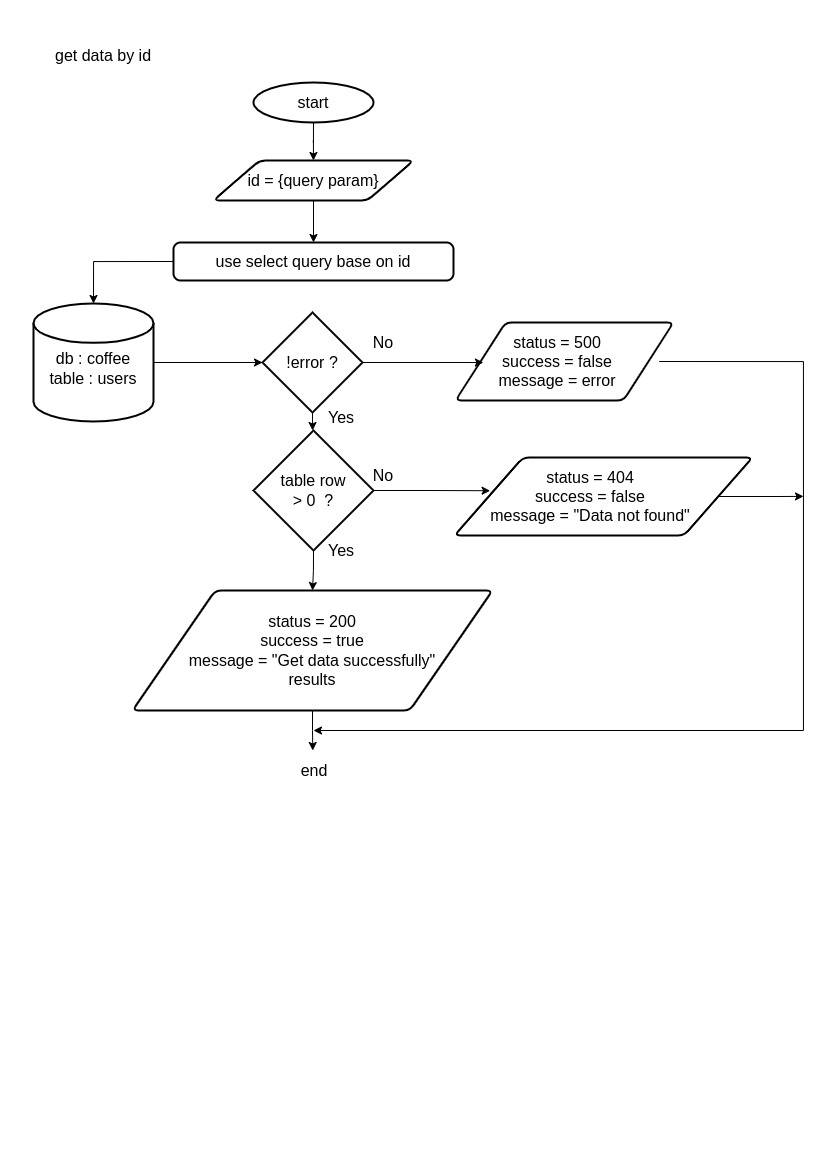 get data by id
start
id = {query param}
use select query base on id
db : coffee
table : users
!error ?
No
status = 500
success = false
message = error
Yes
table row
> 0  ?
No
status = 404
success = false
message = "Data not found"
Yes
status = 200
success = true
message = "Get data successfully"
results
end